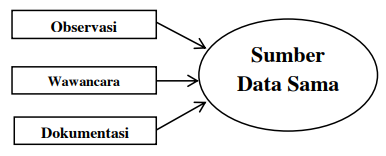 Observasi
Wawancara
Dokumentasi
Sumber
Data Sama